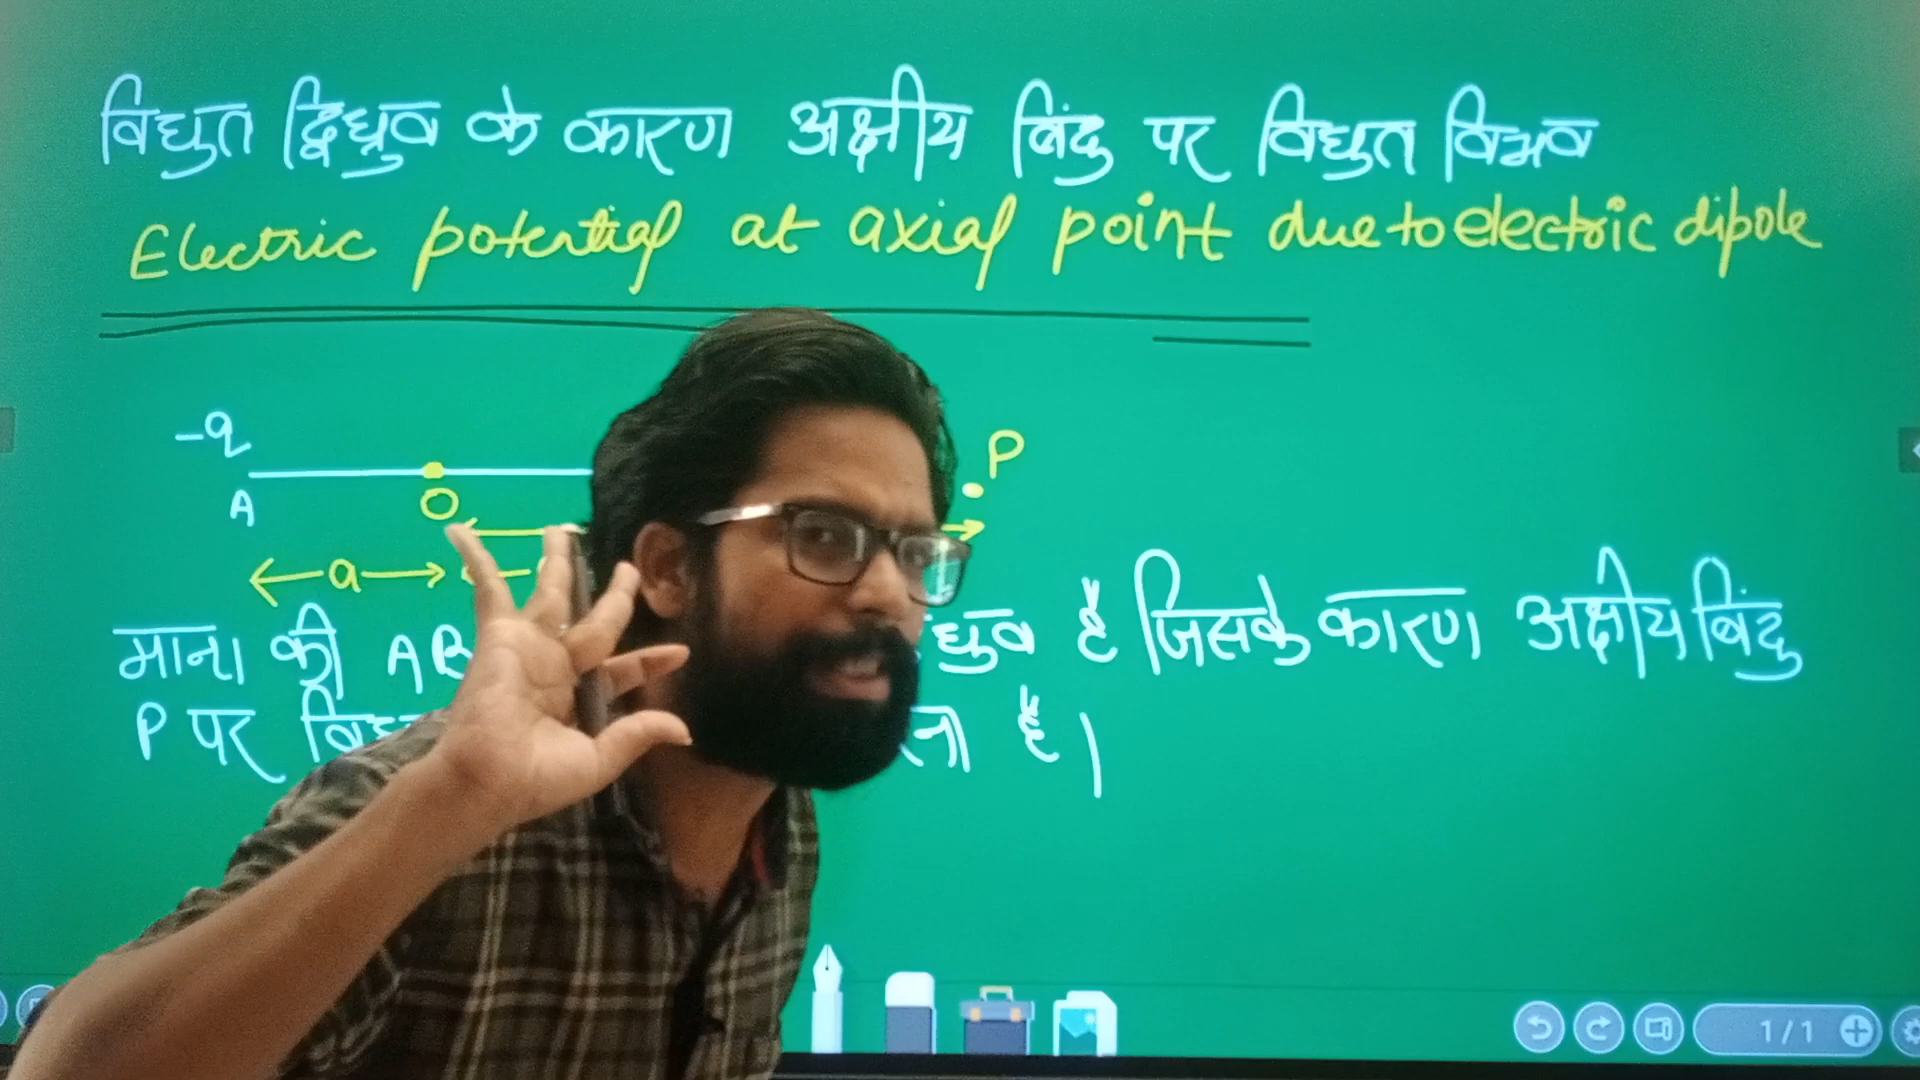 विद्युत द्विध्रुव के कारण अक्षीय बिंदु पर विद्युत विभव
Electric potential at axial point due to electric dipole
-q
P
A
O
a
माना की AB है जिसके कारण अक्षीय बिंदु
P पर है।
1/1